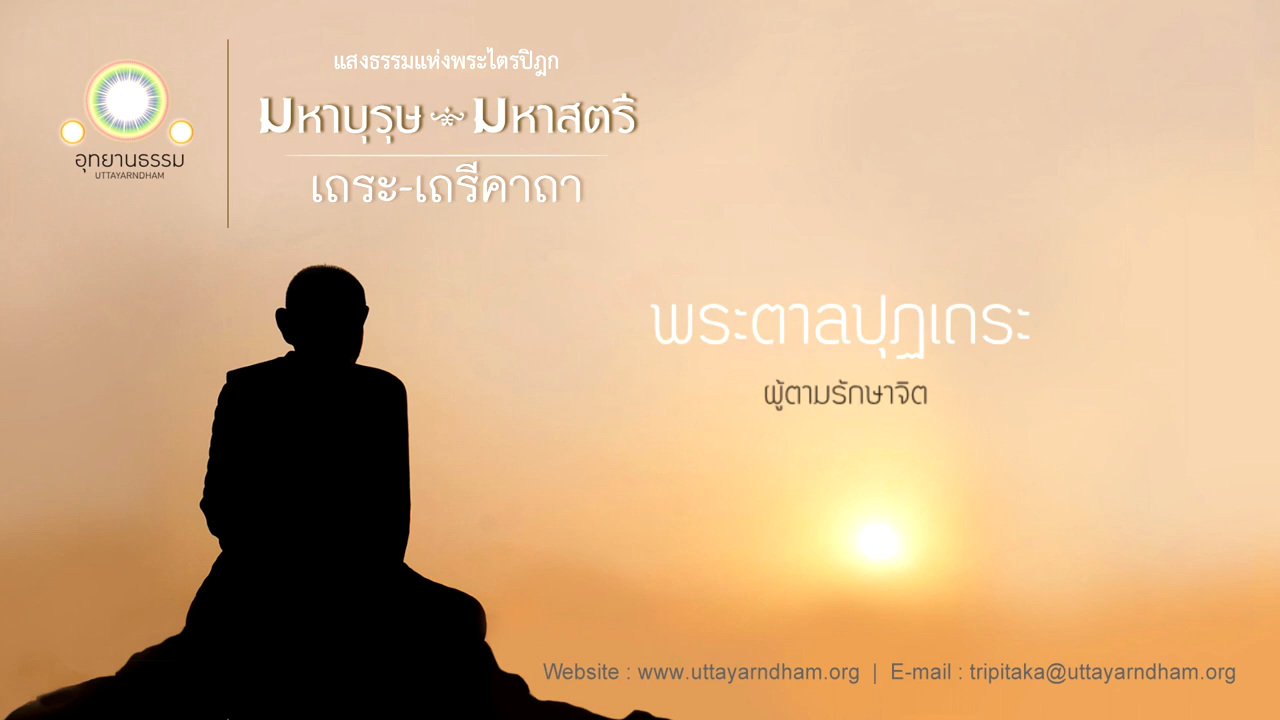 แสงธรรมแห่งพระไตรปิฎก
มหาบุรุษ มหาสตรี
เถระ-เถรีคาถา
อุทยานธรรม
UTTAYARNDHAM
พระตาลปุฏเถระ
ผู้ตามรักษาจิต
Website : www.uttayarndham.org | E-mail : tripitaka@uttayarndham.org